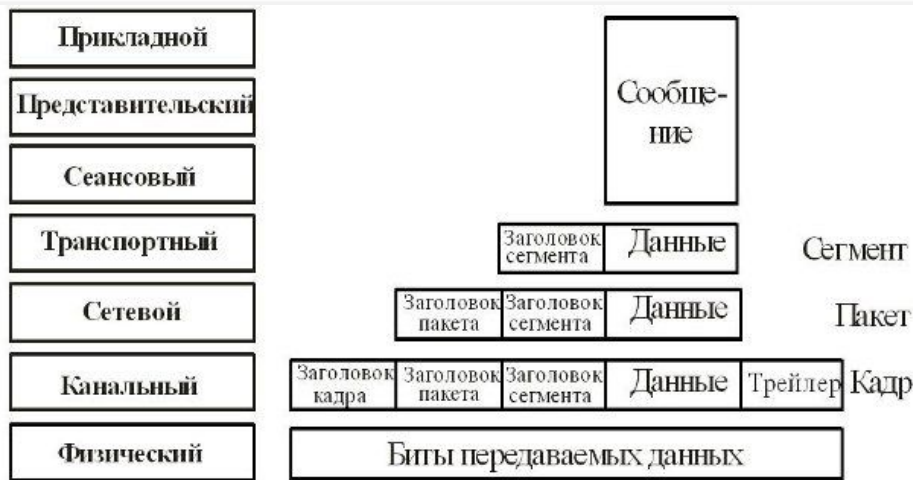 Прикладной
Представительский
Сообще-
ние
Сеансовый
Транспортный
Заголовок
сегмента
Данные
Сегмент
Сетевой
Заголовок
пакета
Заголовок
сегмента
Данные
Пакет
Канальный
Заголовок
кадра
Заголовок
пакета
Заголовок
сегмента
Данные
Трейлер
Кадр
Физический
Биты передаваемых данных